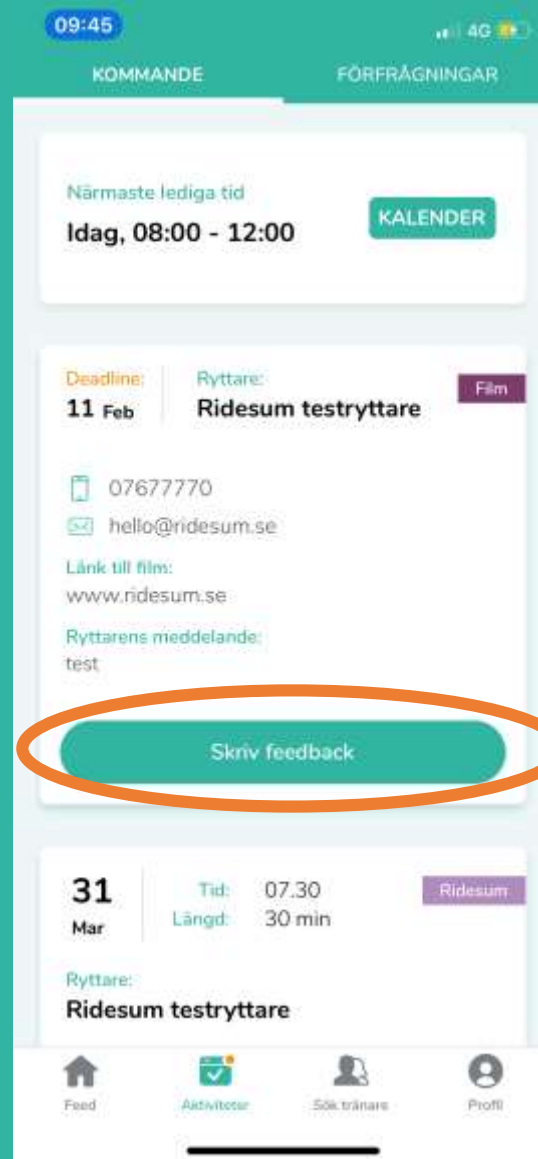 09:45
4G
KOMMANDE FÖRFRÅGNINGAR
Närmaste lediga tid
Idag, 08:00 - 12:00
KALENDER
Deadline: Ryttare:
11 Feb Ridesum testryttare
Film
07677770
hello@ridesum.se
Länk till film:
www.ridesum.se
Ryttarens meddelande:
test
Skriv feedback
31 Tid: 07.30
Ridesum
Mar Längd: 30 min
Ryttare:
Ridesum testryttare
Feed Aktiviteter Sök tränare Profil